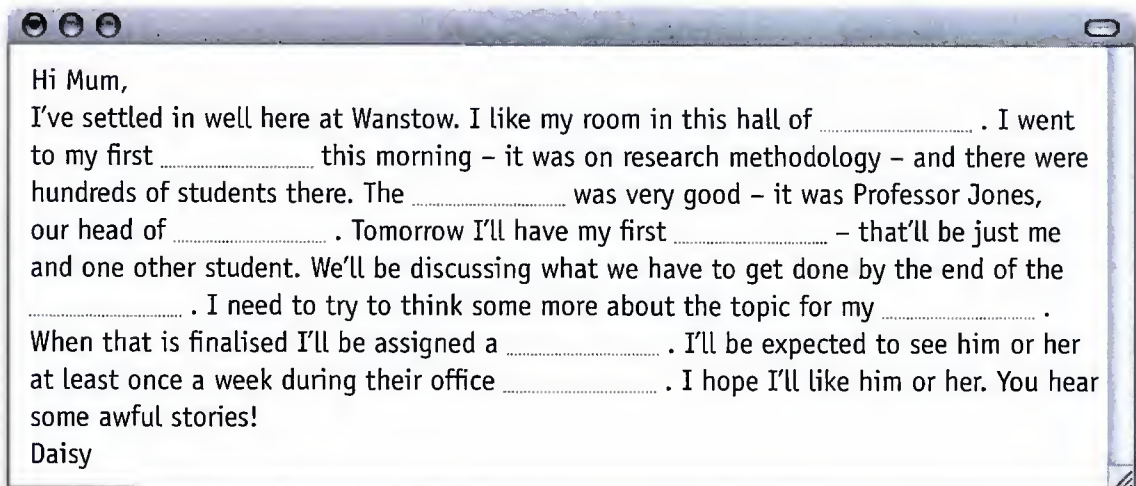 Hi Mum,
I've settled in well here at Wanstow. I like my room in this hall of ............................ . I went
to my first ............................ this morning – it was on research methodology – and there were
hundreds of students there. The ............................ was very good – it was Professor Jones,
our head of ............................ . Tomorrow I'll have my first ............................ – that'll be just me
and one other student. We'll be discussing what we have to get done by the end of the
............................ . I need to try to think some more about the topic for my ............................ .
When that is finalised I'll be assigned a ............................ . I'll be expected to see him or her
at least once a week during their office ............................ . I hope I'll like him or her. You hear
some awful stories!
Daisy